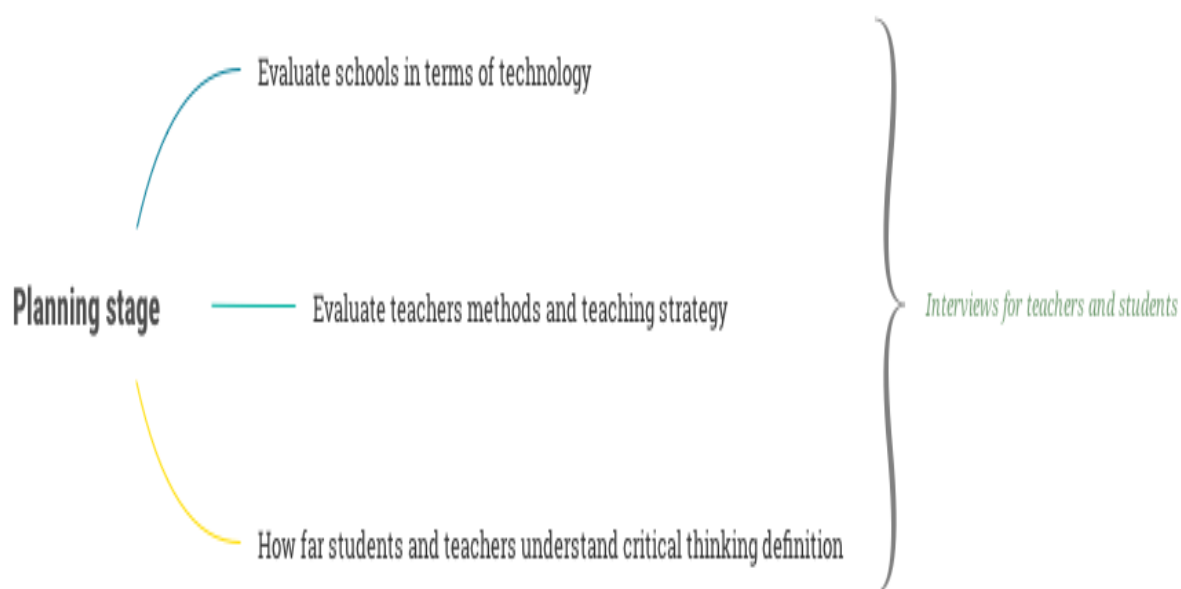 Evaluate schools in terms of technology
Planning stage
Evaluate teachers methods and teaching strategy
Interviews for teachers and students
How far students and teachers understand critical thinking definition